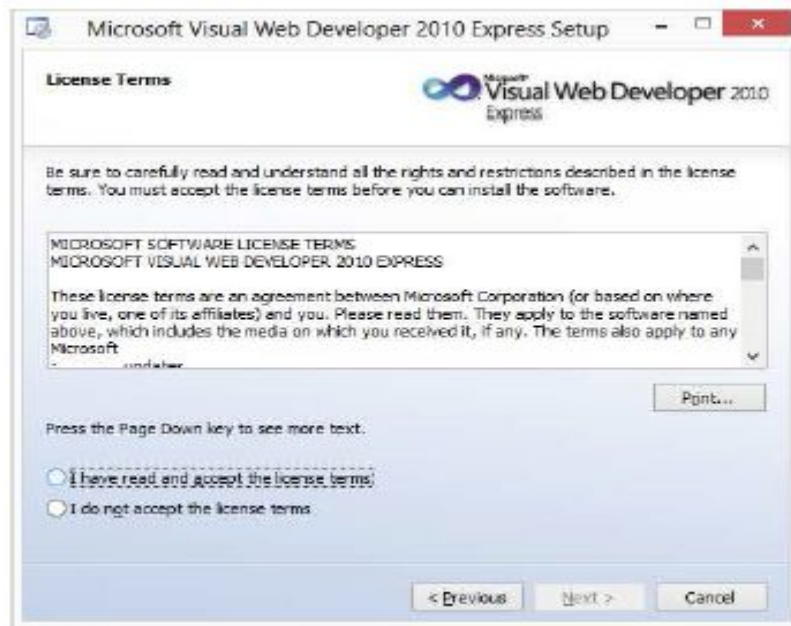 Microsoft Visual Web Developer 2010 Express Setup
License Terms
Microsoft
Visual Web Developer 2010
Express
Be sure to carefully read and understand all the rights and restrictions described in the license
terms. You must accept the license terms before you can install the software.
MICROSOFT SOFTWARE LICENSE TERMS
MICROSOFT VISUAL WEB DEVELOPER 2010 EXPRESS
These license terms are an agreement between Microsoft Corporation (or based on where
you live, one of its affiliates) and you. Please read them. They apply to the software named
above, which includes the media on which you received it, if any. The terms also apply to any
Microsoft
· updates
Print...
Press the Page Down key to see more text.
I have read and accept the license terms
I do not accept the license terms
< Previous
Next >
Cancel